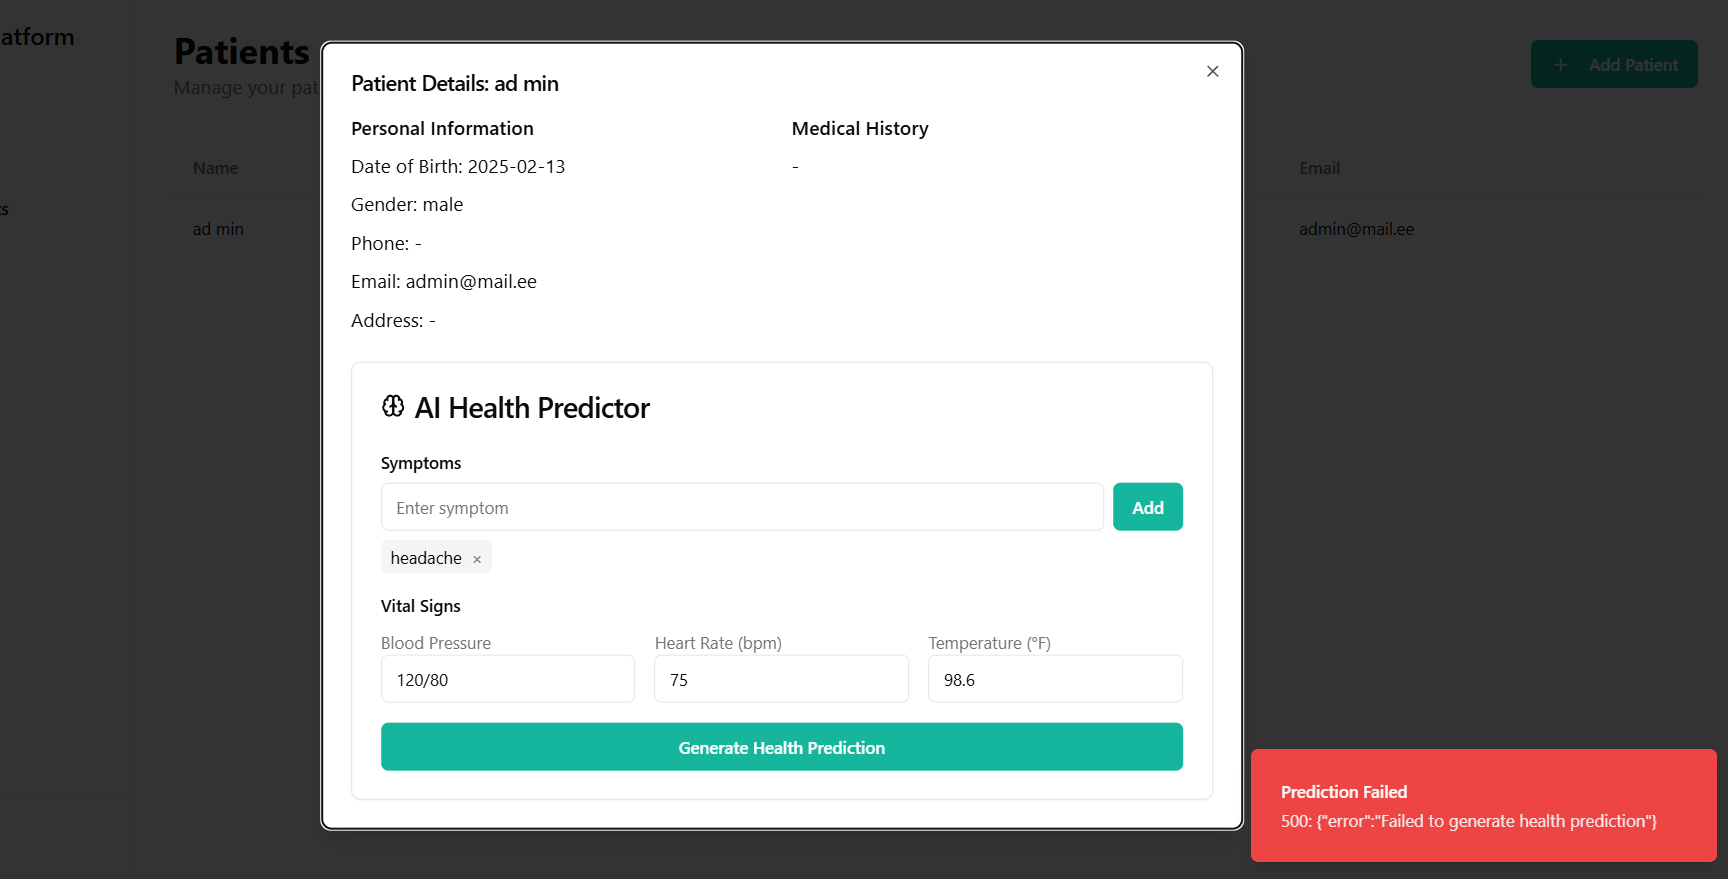 atform
Patients
Manage your pat
+ Add Patient
Name
Email
ts
ad min
admin@mail.ee
Patient Details: ad min
×
Personal Information
Medical History
Date of Birth: 2025-02-13
-
Gender: male
Phone: -
Email: admin@mail.ee
Address: -
AI Health Predictor
Symptoms
Enter symptom
Add
headache ×
Vital Signs
Blood Pressure
Heart Rate (bpm)
Temperature (°F)
120/80
75
98.6
Generate Health Prediction
Prediction Failed
500: {"error":"Failed to generate health prediction"}